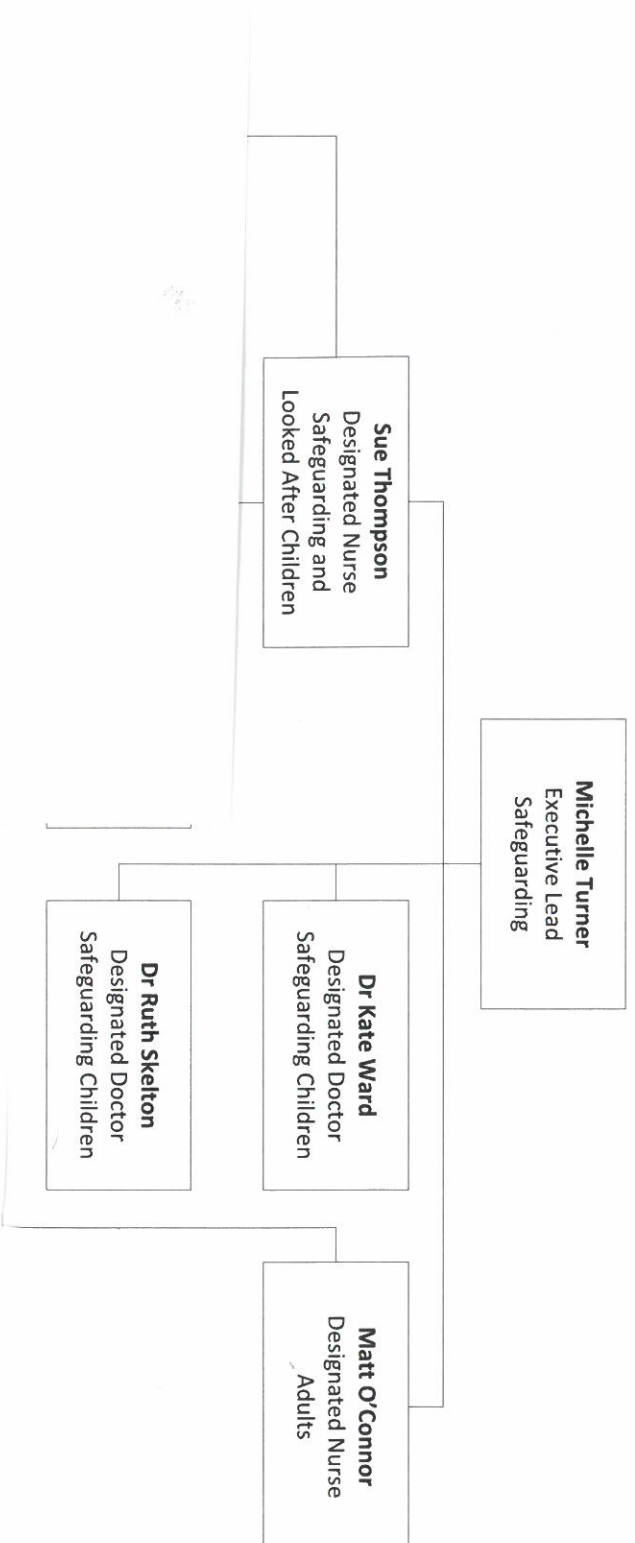 Michelle Turner
Executive Lead
Safeguarding
Sue Thompson
Designated Nurse
Safeguarding and
Looked After Children
Dr Kate Ward
Designated Doctor
Safeguarding Children
Dr Ruth Skelton
Designated Doctor
Safeguarding Children
Matt O'Connor
Designated Nurse
Adults